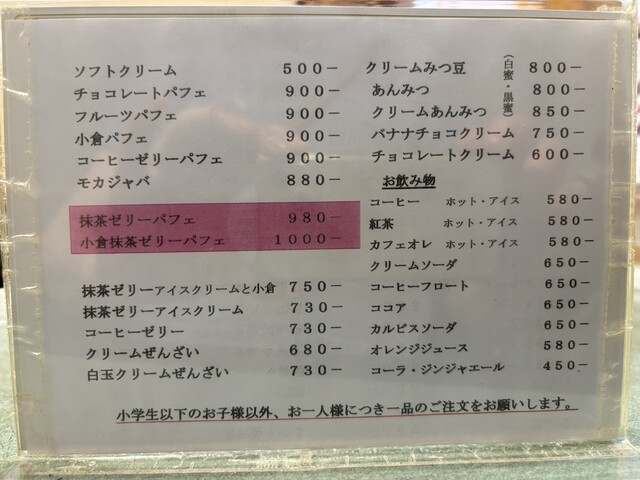 ソフトクリーム ５００－
チョコレートパフェ ９００－
フルーツパフェ ９００－
小倉パフェ ９００－
コーヒーゼリーパフェ ９００－
モカジャバ ８８０－
抹茶ゼリーパフェ ９８０－
小倉抹茶ゼリーパフェ １０００－
抹茶ゼリーアイスクリームと小倉 ７５０－
抹茶ゼリーアイスクリーム ７３０－
コーヒーゼリー ７３０－
クリームぜんざい ６８０－
白玉クリームぜんざい ７３０－
クリームみつ豆 ８００－
あんみつ ８００－
クリームあんみつ ８５０－
（白蜜・黒蜜）
バナナチョコクリーム ７５０－
チョコレートクリーム ６００－
お飲み物
コーヒー ホット・アイス ５８０－
紅茶 ホット・アイス ５８０－
カフェオレ ホット・アイス ５８０－
クリームソーダ ６５０－
コーヒーフロート ６５０－
ココア ６５０－
カルピスソーダ ６５０－
オレンジジュース ５８０－
コーラ・ジンジャエール ４５０－
小学生以下のお子様以外、お一人様につき一品のご注文をお願いします。